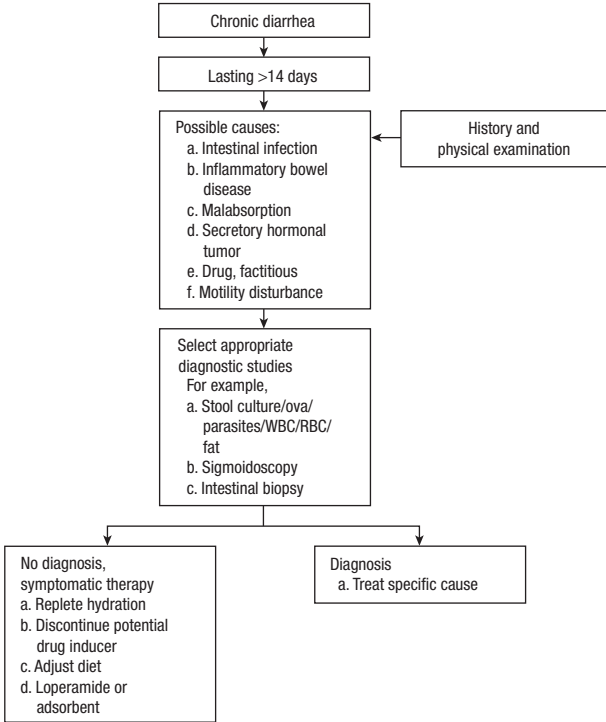 Chronic diarrhea
Lasting >14 days
Possible causes:
a. Intestinal infection
b. Inflammatory bowel
disease
c. Malabsorption
d. Secretory hormonal
tumor
e. Drug, factitious
f. Motility disturbance
History and
physical examination
Select appropriate
diagnostic studies
For example,
a. Stool culture/ova/
parasites/WBC/RBC/
fat
b. Sigmoidoscopy
c. Intestinal biopsy
No diagnosis,
symptomatic therapy
a. Replete hydration
b. Discontinue potential
drug inducer
c. Adjust diet
d. Loperamide or
adsorbent
Diagnosis
a. Treat specific cause